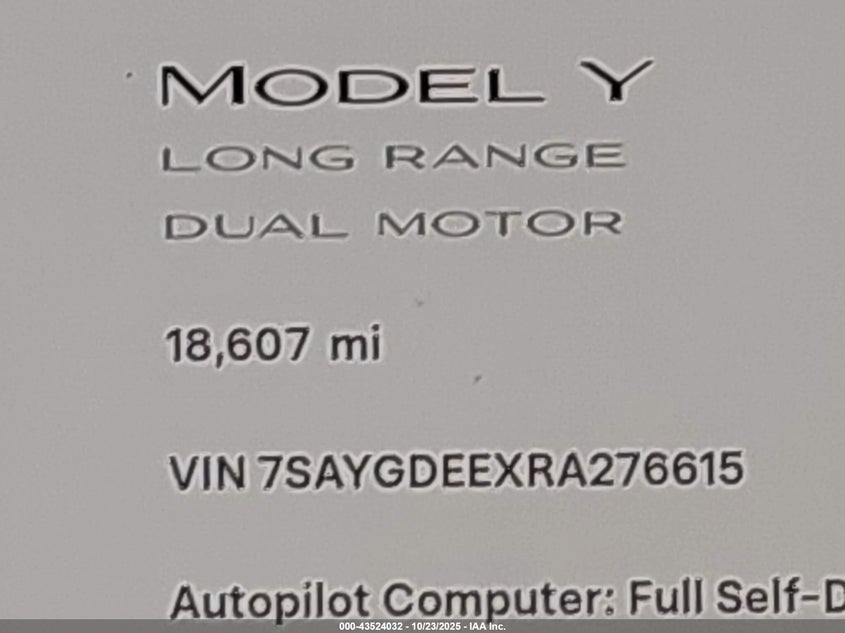 MODEL Y
LONG RANGE
DUAL MOTOR
18,607 mi
VIN 7SAYGDEEXRA276615
Autopilot Computer: Full Self-D
000-43524032 - 10/23/2025 - IAA Inc.